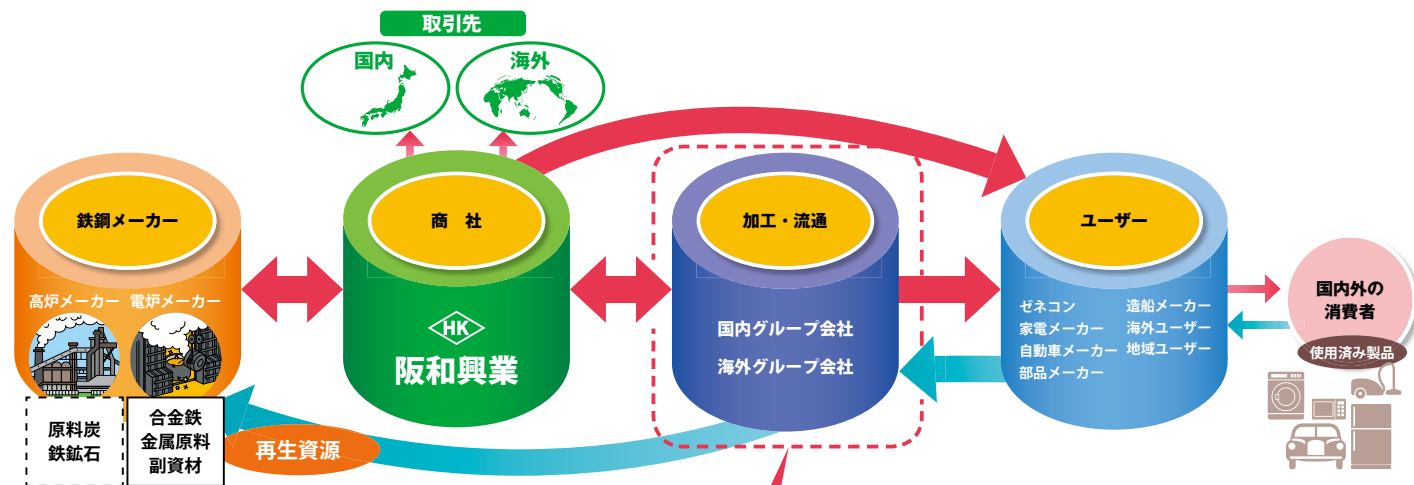 取引先
国内
海外
鉄鋼メーカー
高炉メーカー
電炉メーカー
原料炭
鉄鉱石
合金鉄
金属原料
副資材
再生資源
商 社
HK
阪和興業
加工・流通
国内グループ会社
海外グループ会社
ユーザー
ゼネコン
家電メーカー
自動車メーカー
部品メーカー
造船メーカー
海外ユーザー
地域ユーザー
国内外の
消費者
使用済み製品